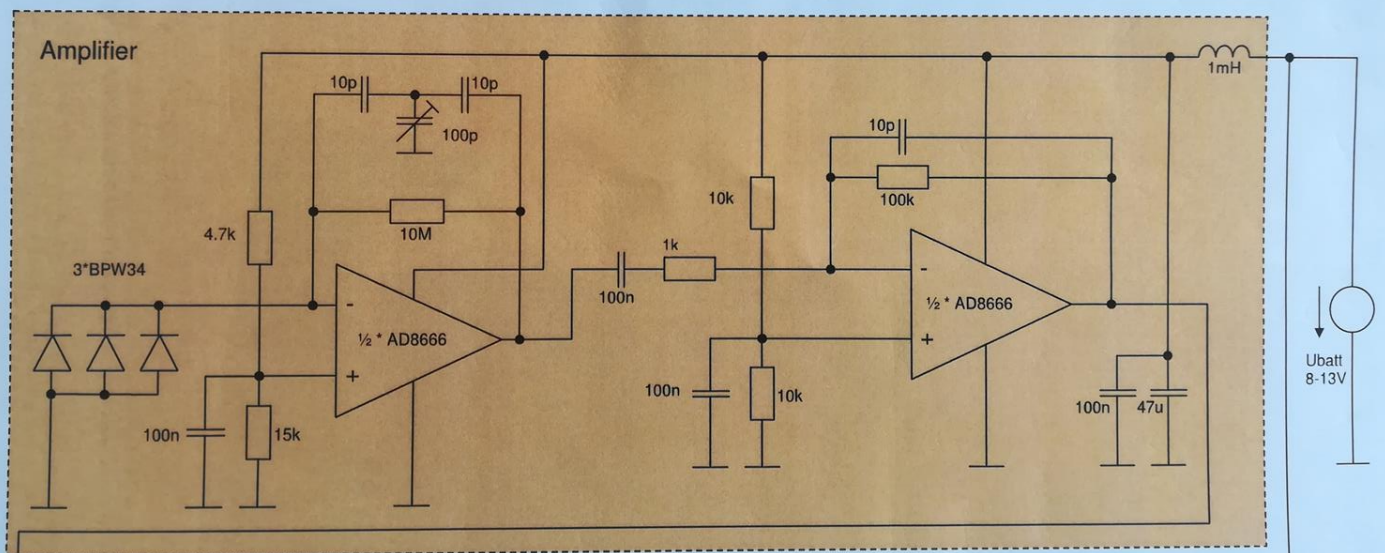 Amplifier
1mH
10p
10p
100p
10p
100k
10k
4.7k
10M
1k
3*BPW34
100n
-
½ * AD8666
+
-
½ * AD8666
+
Ubatt
8-13V
100n
10k
100n
47u
100n
15k